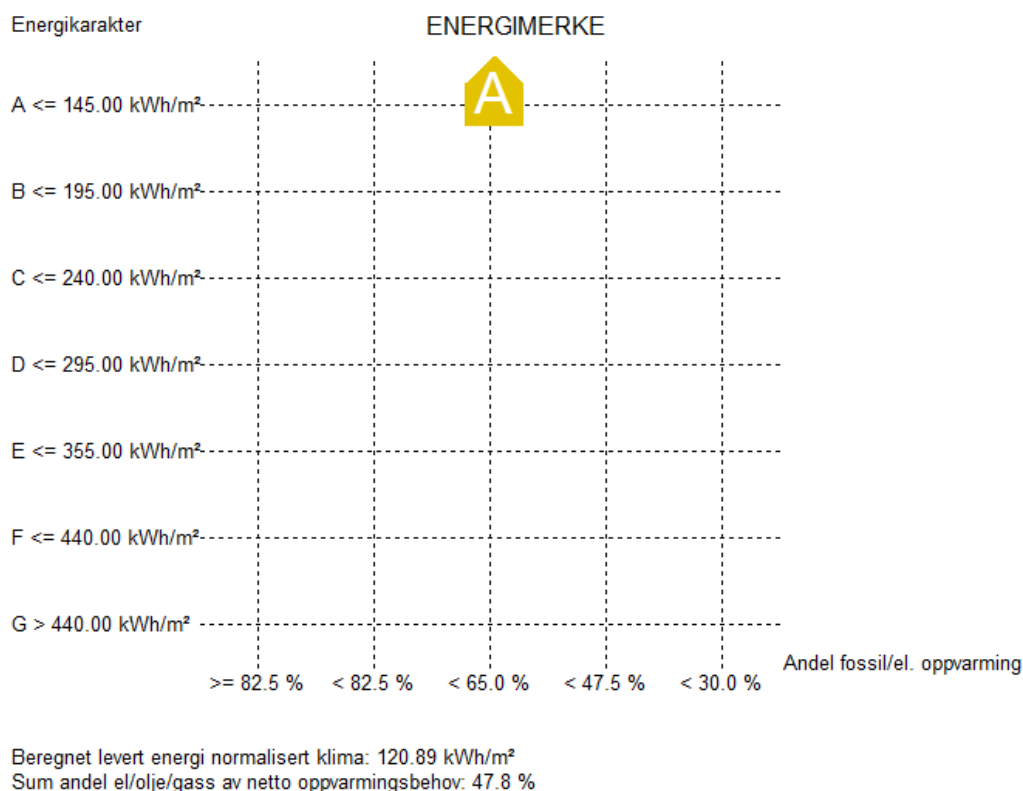 Energikarakter
ENERGIMERKE
A
A <= 145.00 kWh/m²
B <= 195.00 kWh/m²
C <= 240.00 kWh/m²
D <= 295.00 kWh/m²
E <= 355.00 kWh/m²
F <= 440.00 kWh/m²
G > 440.00 kWh/m²
Andel fossil/el. oppvarming
>= 82.5 % < 82.5 % < 65.0 % < 47.5 % < 30.0 %
Beregnet levert energi normalisert klima: 120.89 kWh/m²
Sum andel el/olje/gass av netto oppvarmingsbehov: 47.8 %